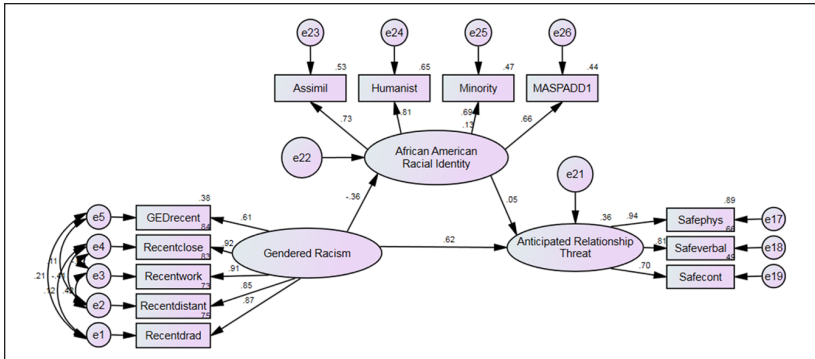 e23
e24
e25
e26
.53
.65
.47
.44
Assimil
Humanist
Minority
MASPADD1
.73
.81
.69
.13
.66
e22
African American
Racial Identity
e21
-.36
.05
.38
e5
GEDrecent
.61
.84
e4
Recentclose
.92
.83
e3
Recentwork
.91
.73
e2
Recentdistant
.85
.75
e1
Recentdrad
.87
.11
.21
-.41
.12
Gendered Racism
.62
.36
Anticipated Relationship
Threat
.94
.89
Safephys
e17
.66
.81
Safeverbal
e18
.49
.70
Safecont
e19